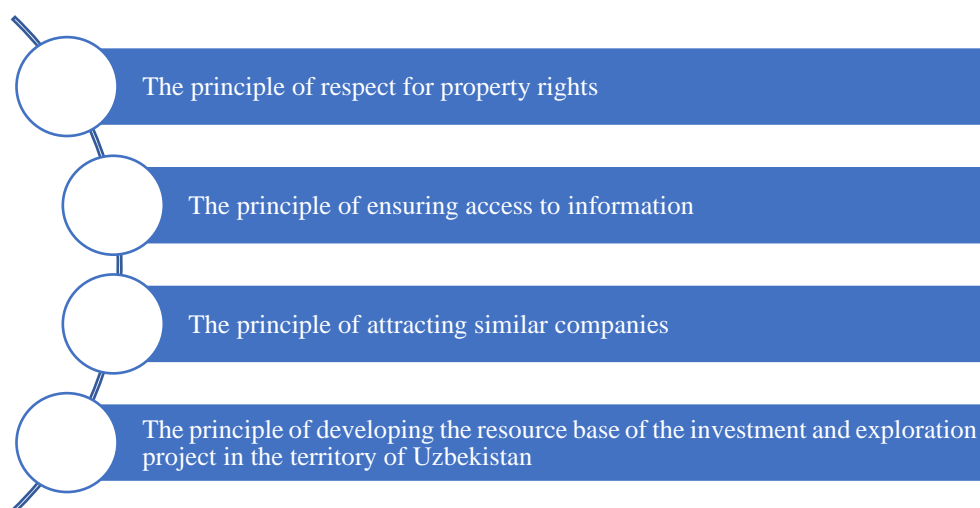 The principle of respect for property rights
The principle of ensuring access to information
The principle of attracting similar companies
The principle of developing the resource base of the investment and exploration
project in the territory of Uzbekistan